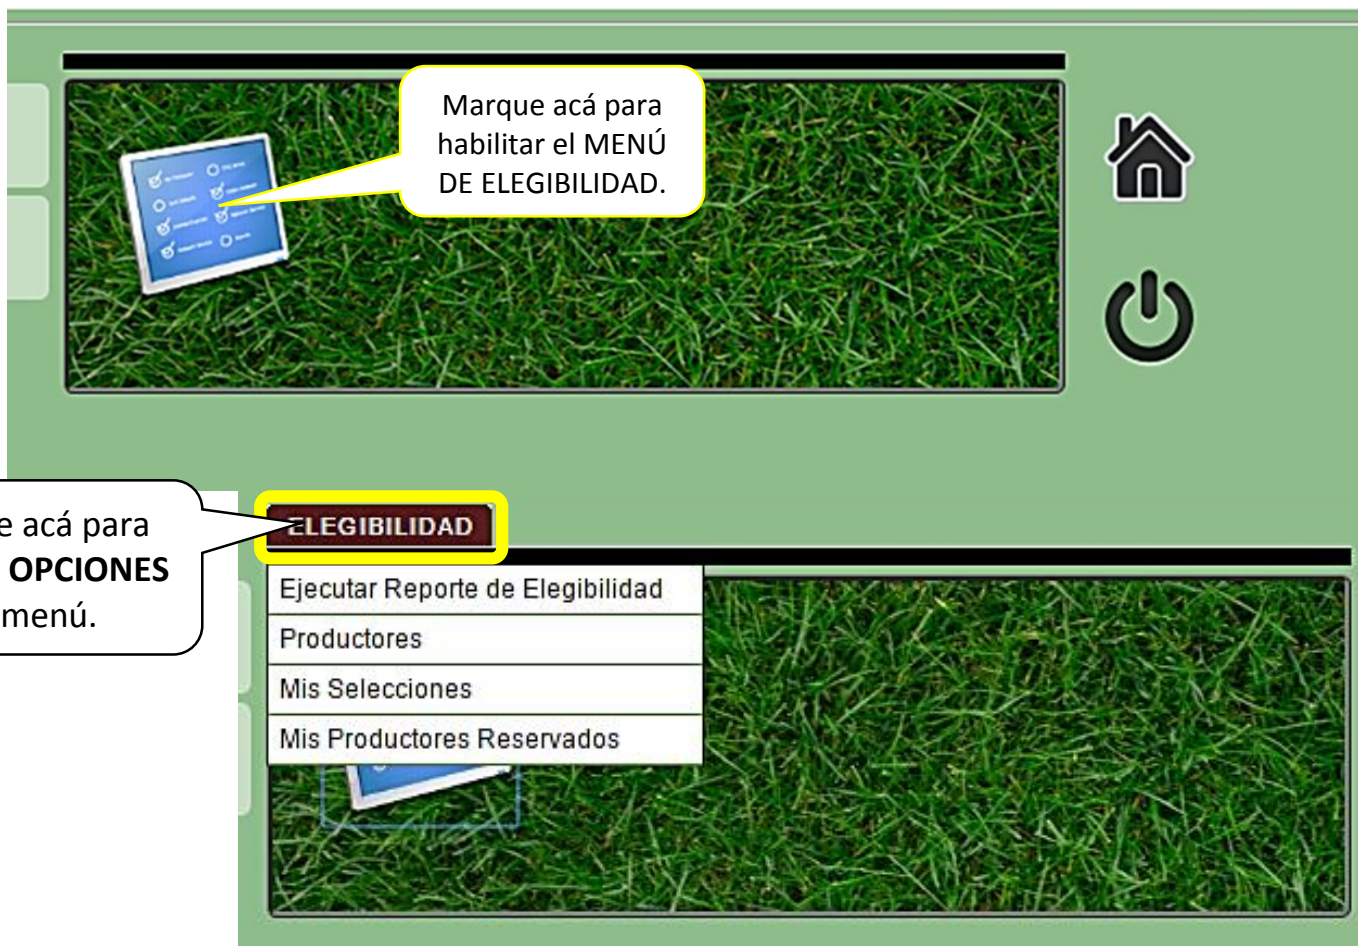 Marque acá para
habilitar el MENÚ
DE ELEGIBILIDAD.
e acá para
OPCIONES
menú.
ELEGIBILIDAD
Ejecutar Reporte de Elegibilidad
Productores
Mis Selecciones
Mis Productores Reservados